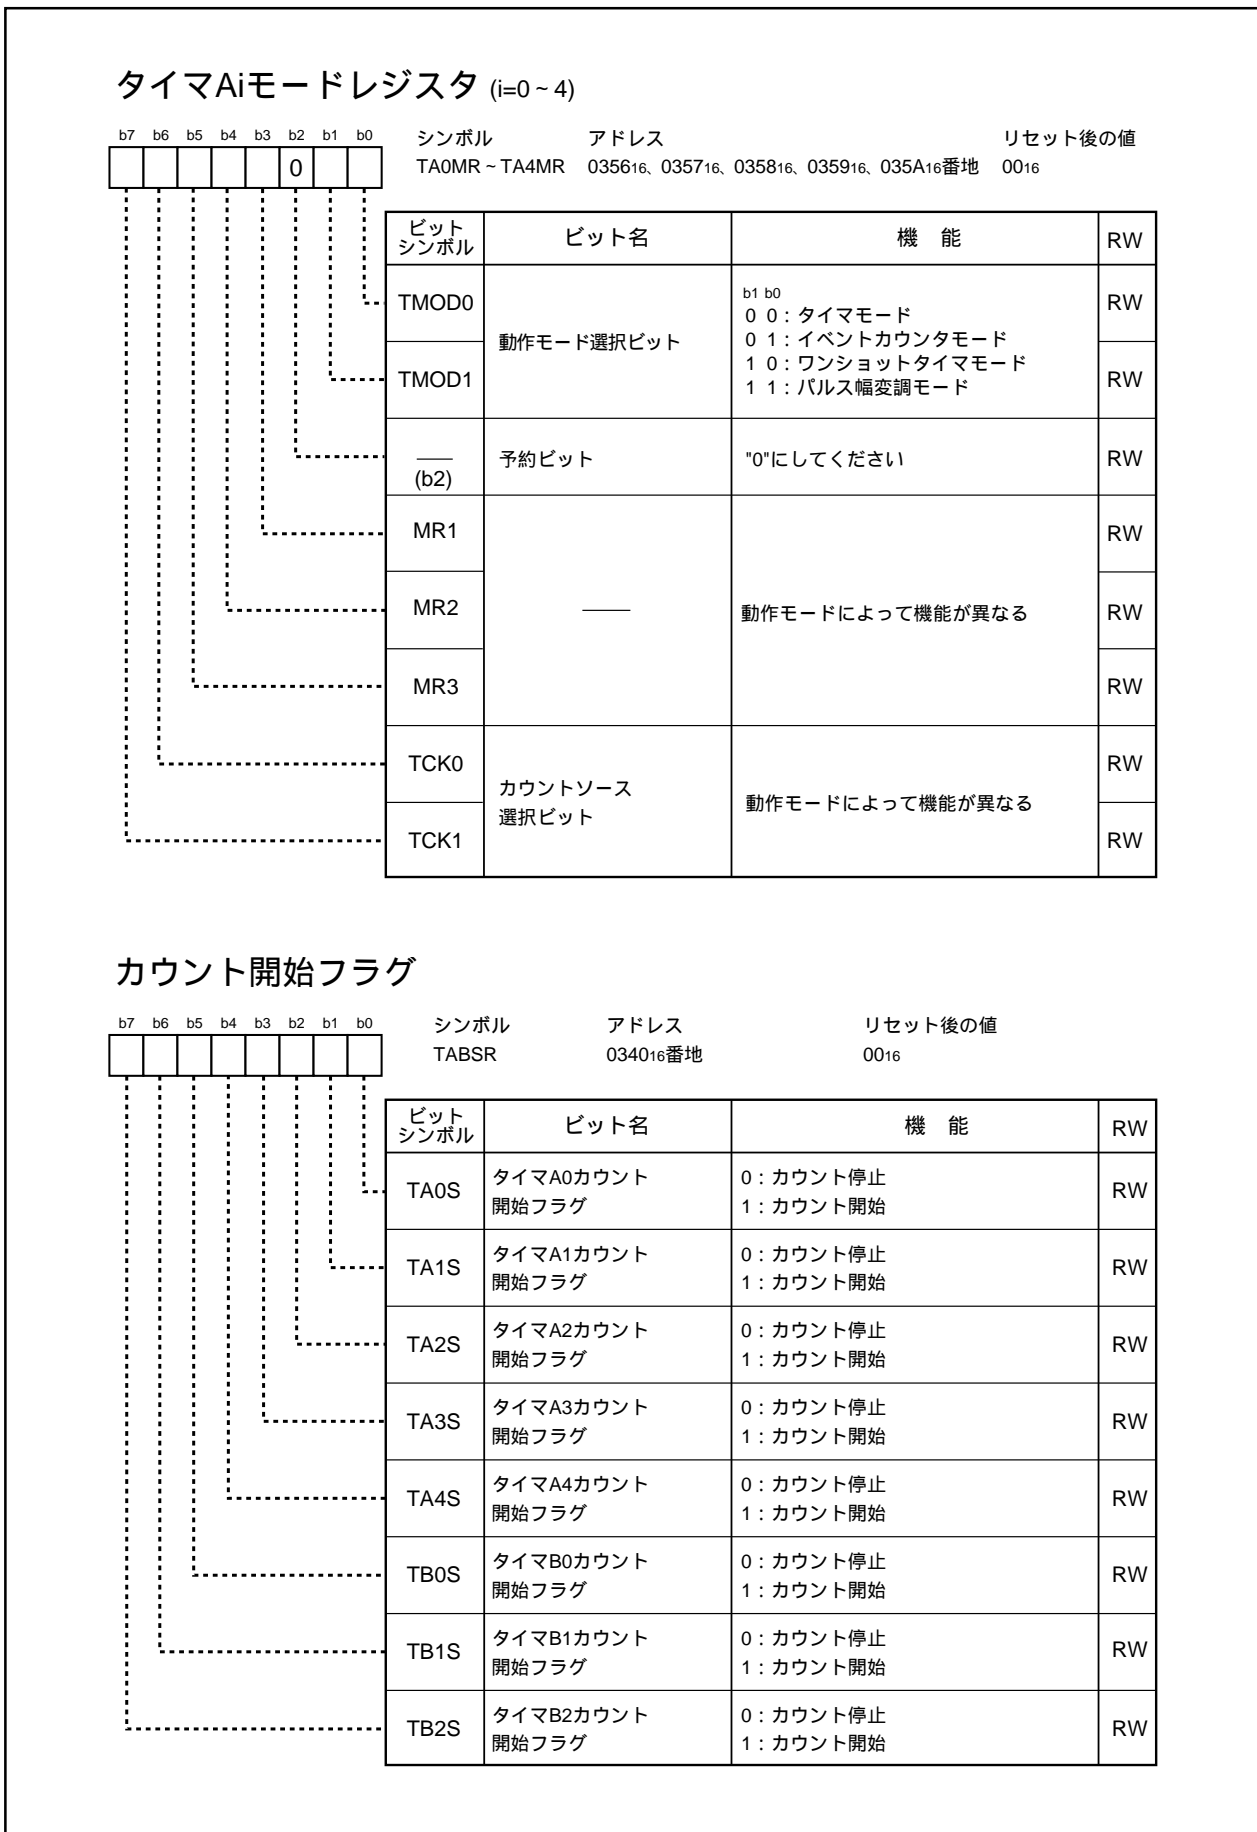 タイマAiモードレジスタ (i=0 ~ 4)
b7 b6 b5 b4 b3 b2 b1 b0
0
シンボル アドレス リセット後の値
TA0MR ~ TA4MR 035616、035716、035816、035916、035A16番地 0016
ビット
シンボル
ビット名 機 能 RW
TMOD0
TMOD1
動作モード選択ビット
b1 b0
0 0:タイマモード
0 1:イベントカウンタモード
1 0:ワンショットタイマモード
1 1:パルス幅変調モード
RW
RW
——
(b2)
予約ビット "0"にしてください RW
MR1
MR2
MR3
——
動作モードによって機能が異なる
RW
RW
RW
TCK0
TCK1
カウントソース
選択ビット
動作モードによって機能が異なる
RW
RW
カウント開始フラグ
b7 b6 b5 b4 b3 b2 b1 b0
シンボル アドレス リセット後の値
TABSR 034016番地 0016
ビット
シンボル
ビット名 機 能 RW
TA0S
タイマA0カウント
開始フラグ
0:カウント停止
1:カウント開始
RW
TA1S
タイマA1カウント
開始フラグ
0:カウント停止
1:カウント開始
RW
TA2S
タイマA2カウント
開始フラグ
0:カウント停止
1:カウント開始
RW
TA3S
タイマA3カウント
開始フラグ
0:カウント停止
1:カウント開始
RW
TA4S
タイマA4カウント
開始フラグ
0:カウント停止
1:カウント開始
RW
TB0S
タイマB0カウント
開始フラグ
0:カウント停止
1:カウント開始
RW
TB1S
タイマB1カウント
開始フラグ
0:カウント停止
1:カウント開始
RW
TB2S
タイマB2カウント
開始フラグ
0:カウント停止
1:カウント開始
RW